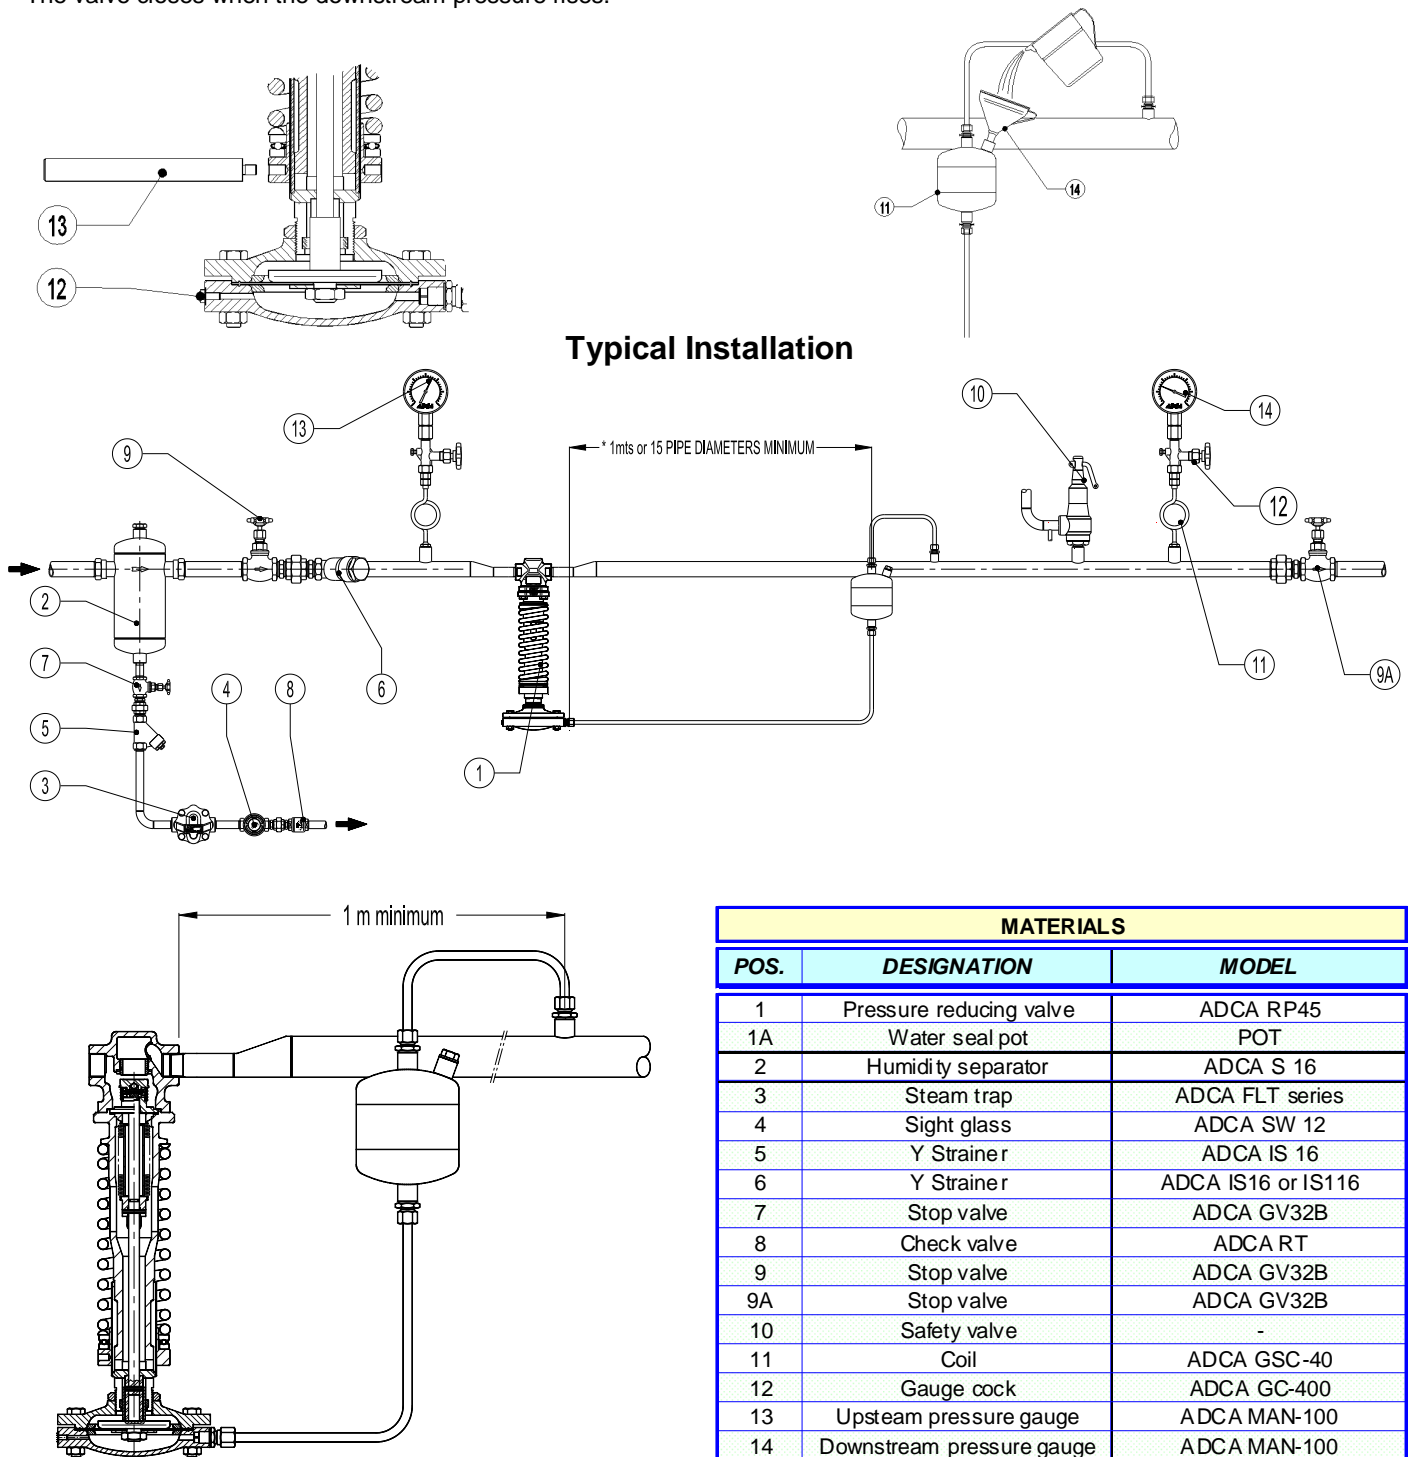 The valve closes when the downstream pressure rises.
13
12
11
14
Typical Installation
13
9
* 1mts or 15 PIPE DIAMETERS MINIMUM
10
14
12
2
7
5
3
4
8
6
1
11
9A
1 m minimum
MATERIALS
POS. DESIGNATION MODEL
1 Pressure reducing valve ADCA RP45
1A Water seal pot POT
2 Humidity separator ADCA S 16
3 Steam trap ADCA FLT series
4 Sight glass ADCA SW 12
5 Y Strainer ADCA IS 16
6 Y Strainer ADCA IS16 or IS116
7 Stop valve ADCA GV32B
8 Check valve ADCA RT
9 Stop valve ADCA GV32B
9A Stop valve ADCA GV32B
10 Safety valve -
11 Coil ADCA GSC-40
12 Gauge cock ADCA GC-400
13 Upsteam pressure gauge ADCA MAN-100
14 Downstream pressure gauge ADCA MAN-100